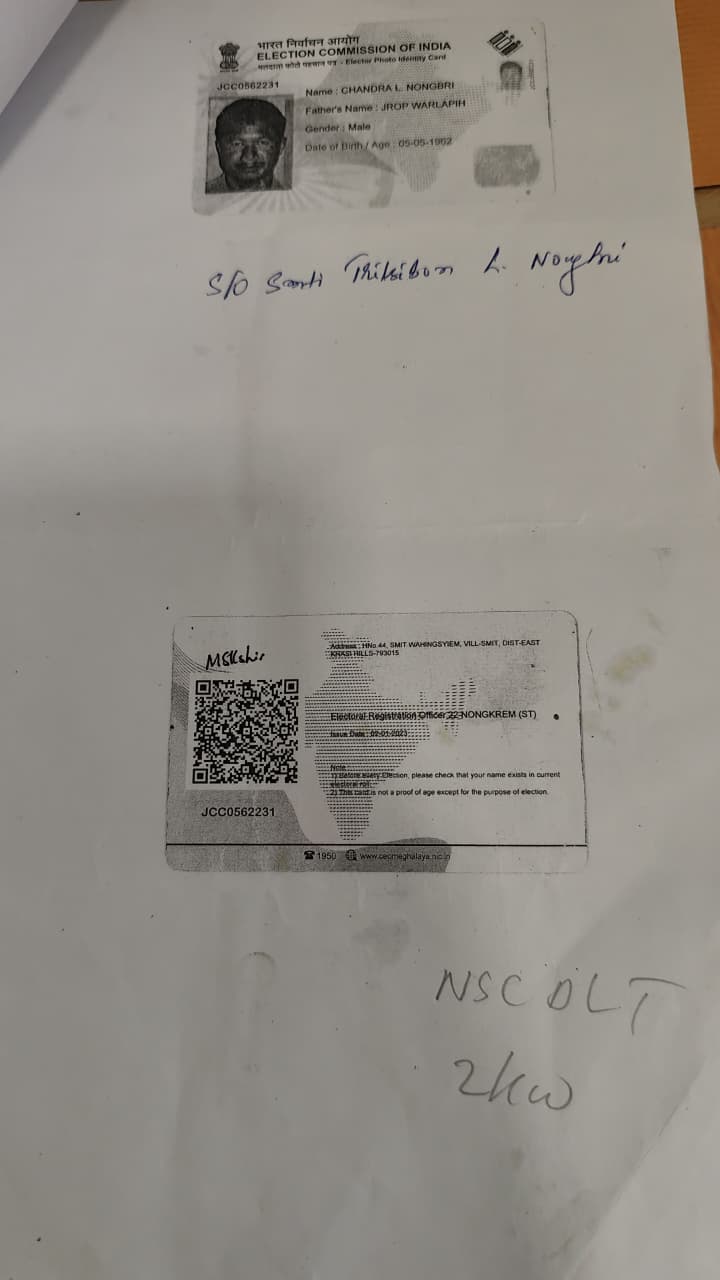 भारत निर्वाचन आयोग
ELECTION COMMISSION OF INDIA
मतदाता फोटो पहचान पत्र - Elector Photo Identity Card
JCC0562231
Name : CHANDRA L. NONGBRI
Father's Name : JROP WARLAPIH
Gender : Male
Date of Birth / Age : 05-05-1962
S/O Smti L. Nongbri
Address : HNo.44, SMIT WAHINGSYIEM, VILL-SMIT, DIST-EAST
KHASI HILLS-793015
Electoral Registration Officer 22-NONGKREM (ST)
Issue Date : 02-01-2023
Note :
1) Before every Election, please check that your name exists in current
electoral roll.
2) This card is not a proof of age except for the purpose of election.
JCC0562231
1950 www.ceomeghalaya.nic.in
NSC DLT
2kw